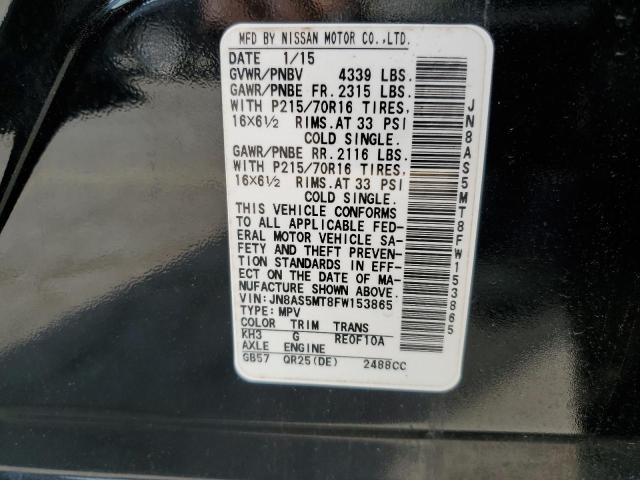 MFD BY NISSAN MOTOR CO.,LTD.
DATE 1/15
GVWR/PNBV 4339 LBS.
GAWR/PNBE FR. 2315 LBS.
WITH P215/70R16 TIRES,
16X6½ RIMS.AT 33 PSI
COLD SINGLE.
GAWR/PNBE RR. 2116 LBS.
WITH P215/70R16 TIRES,
16X6½ RIMS.AT 33 PSI
COLD SINGLE.
THIS VEHICLE CONFORMS
TO ALL APPLICABLE FED-
ERAL MOTOR VEHICLE SA-
FETY AND THEFT PREVEN-
TION STANDARDS IN EFF-
ECT ON THE DATE OF MA-
NUFACTURE SHOWN ABOVE.
VIN:JN8AS5MT8FW153865
TYPE:MPV
COLOR TRIM TRANS
KH3 G RE0F10A
AXLE ENGINE
GB57 QR25(DE) 2488CC
JN8AS5MT8FW153865